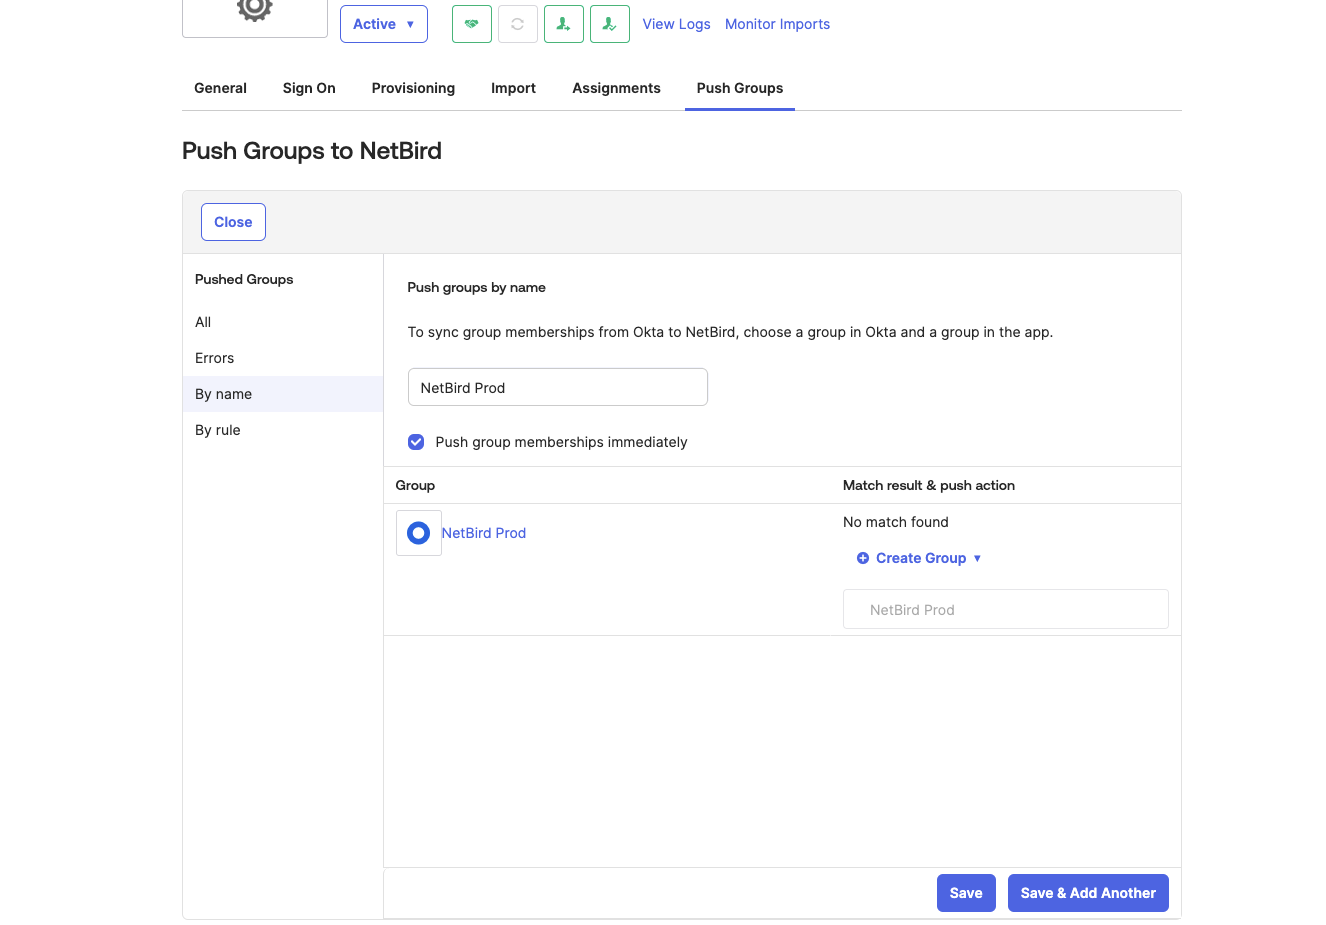 Active ▼ View Logs Monitor Imports
General Sign On Provisioning Import Assignments Push Groups
Push Groups to NetBird
Close
Pushed Groups
All
Errors
By name
By rule
Push groups by name
To sync group memberships from Okta to NetBird, choose a group in Okta and a group in the app.
NetBird Prod
Push group memberships immediately
Group Match result & push action
NetBird Prod
No match found
Create Group ▼
NetBird Prod
Save Save & Add Another